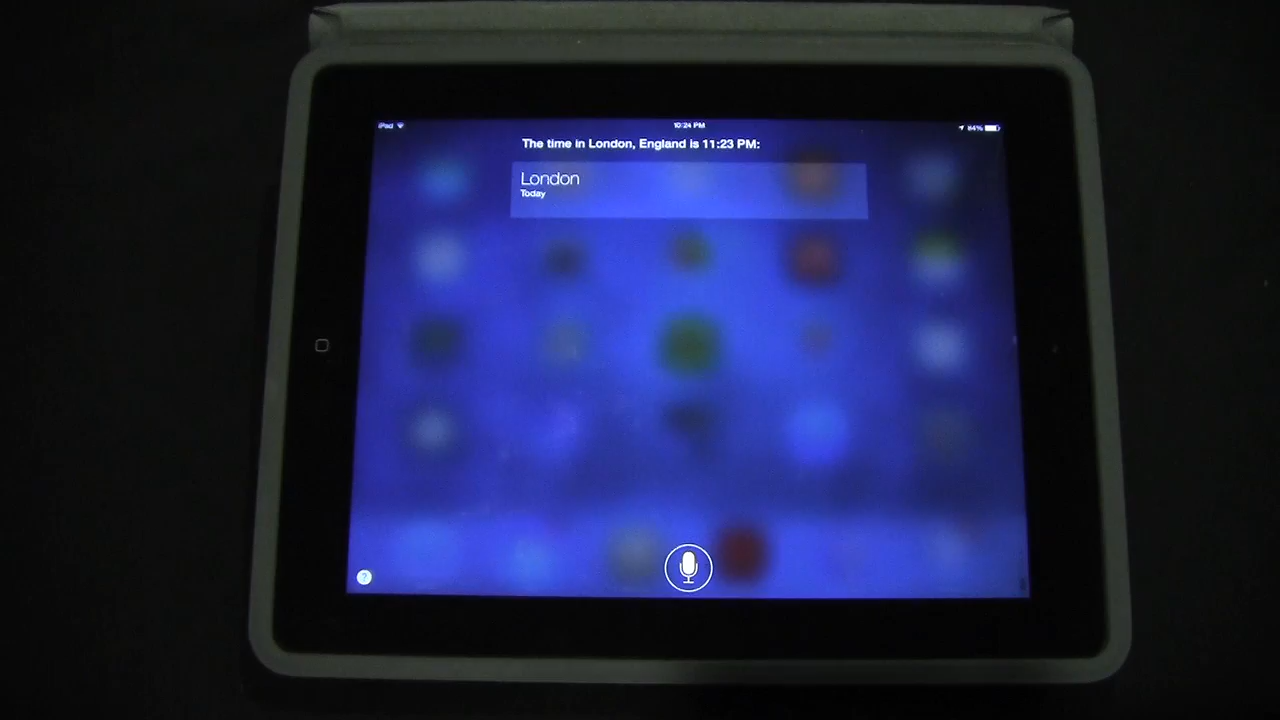 iPad 10:24 PM 84%
The time in London, England is 11:23 PM:
London
Today
?